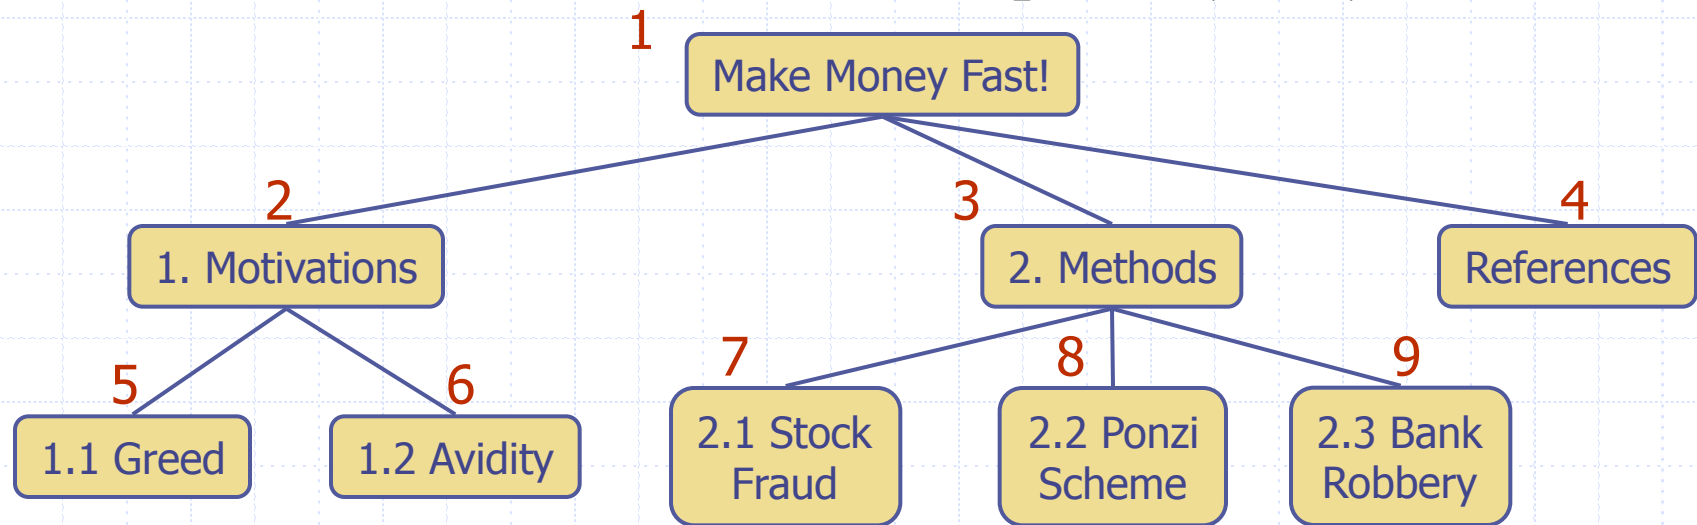 1
Make Money Fast!
2
3
4
1. Motivations
2. Methods
References
5
6
7
8
9
1.1 Greed
1.2 Avidity
2.1 Stock
Fraud
2.2 Ponzi
Scheme
2.3 Bank
Robbery